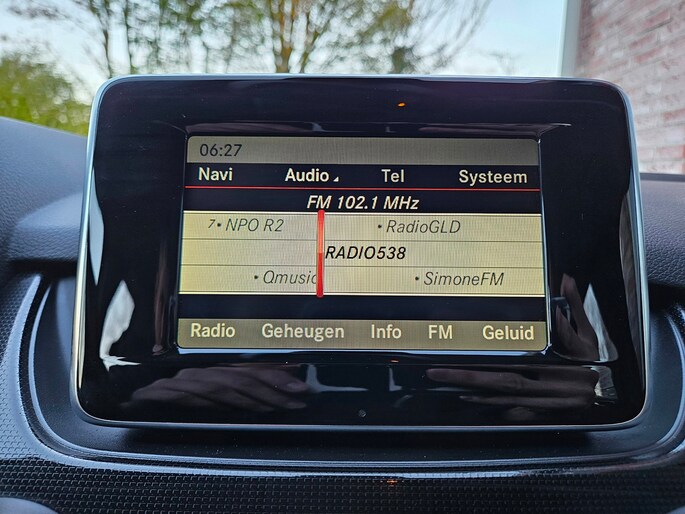 06:27
Navi Audio Tel Systeem
FM 102.1 MHz
7• NPO R2 • RadioGLD
RADIO538
• Qmusic • SimoneFM
Radio Geheugen Info FM Geluid